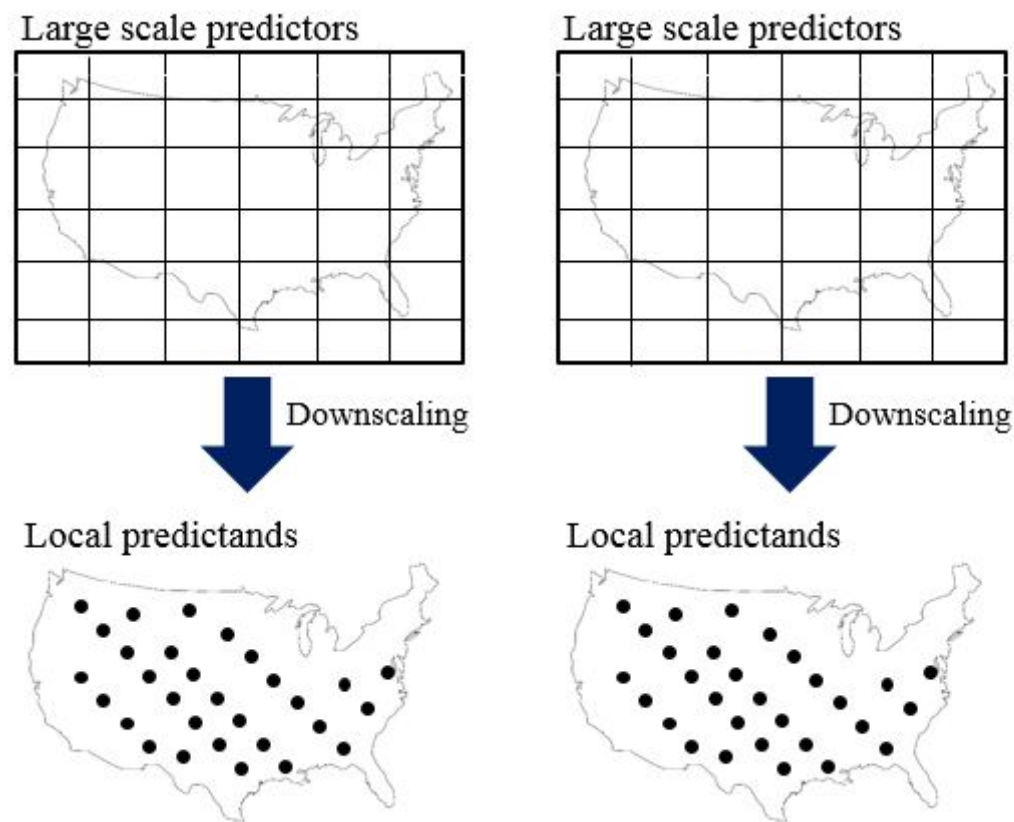 Large scale predictors
Large scale predictors
Downscaling
Downscaling
Local predictands
Local predictands